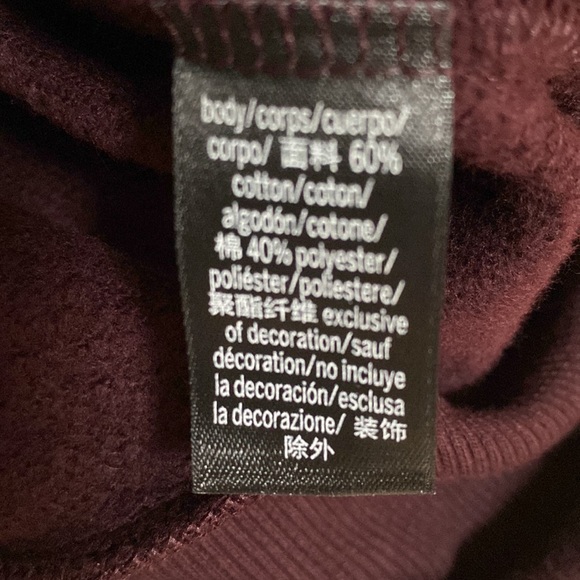 body/corps/cuerpo/
corpo/ 面料 60%
cotton/coton/
algodón/cotone/
棉 40% polyester/
poliéster/poliestere/
聚酯纤维 exclusive
of decoration/sauf
décoration/no incluye
la decoración/esclusa
la decorazione/ 装饰
除外